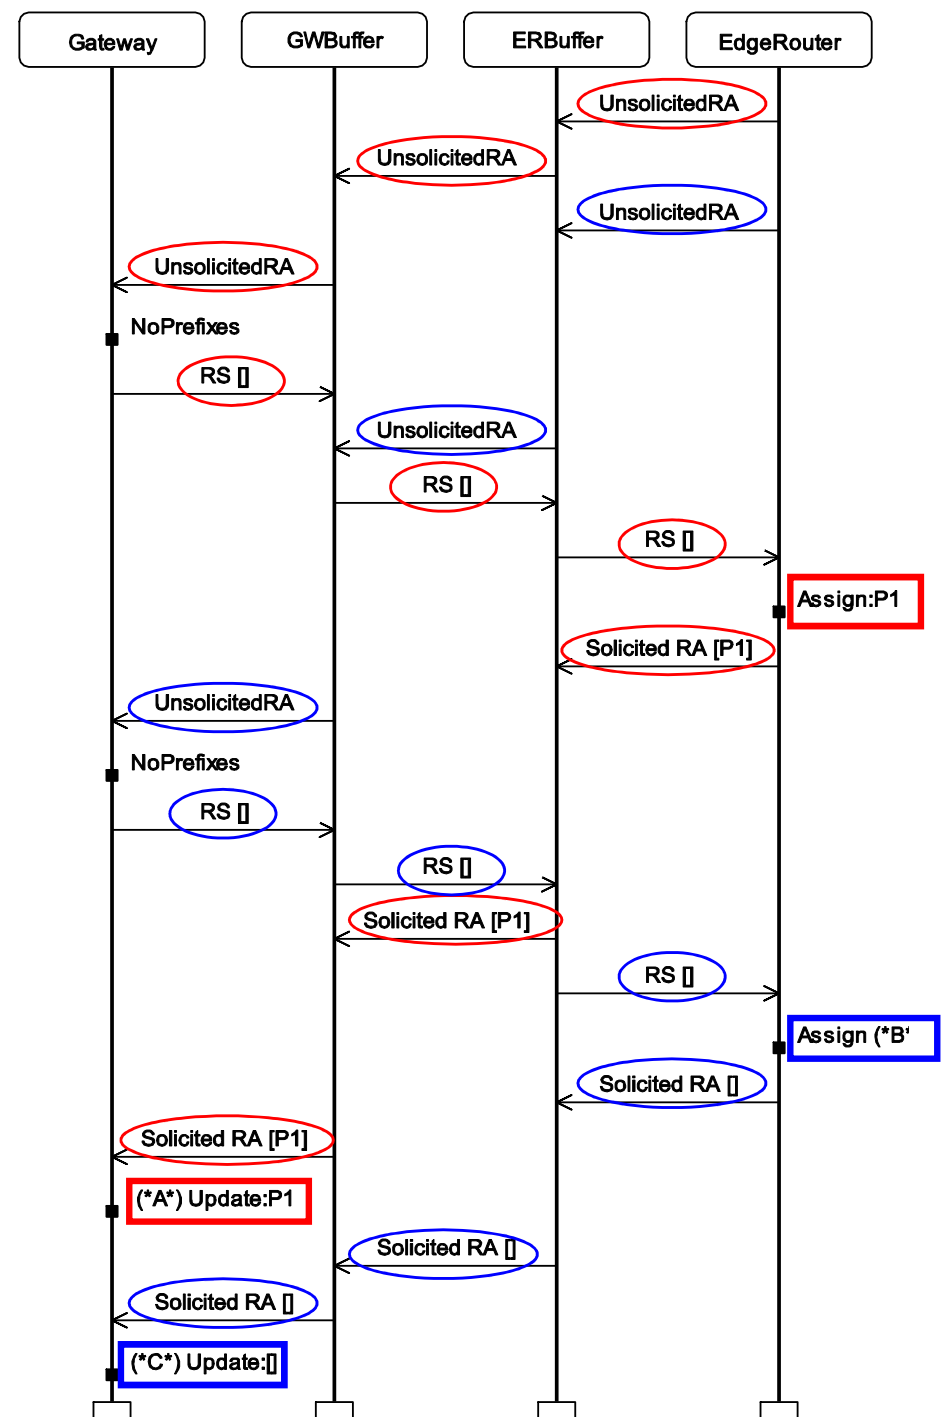 Gateway
GWBuffer
ERBuffer
EdgeRouter
UnsolicitedRA
UnsolicitedRA
UnsolicitedRA
UnsolicitedRA
NoPrefixes
RS []
UnsolicitedRA
RS []
RS []
Assign:P1
Solicited RA [P1]
UnsolicitedRA
NoPrefixes
RS []
RS []
Solicited RA [P1]
RS []
Assign (*B*
Solicited RA []
Solicited RA [P1]
(*A*) Update:P1
Solicited RA []
Solicited RA []
(*C*) Update:[]